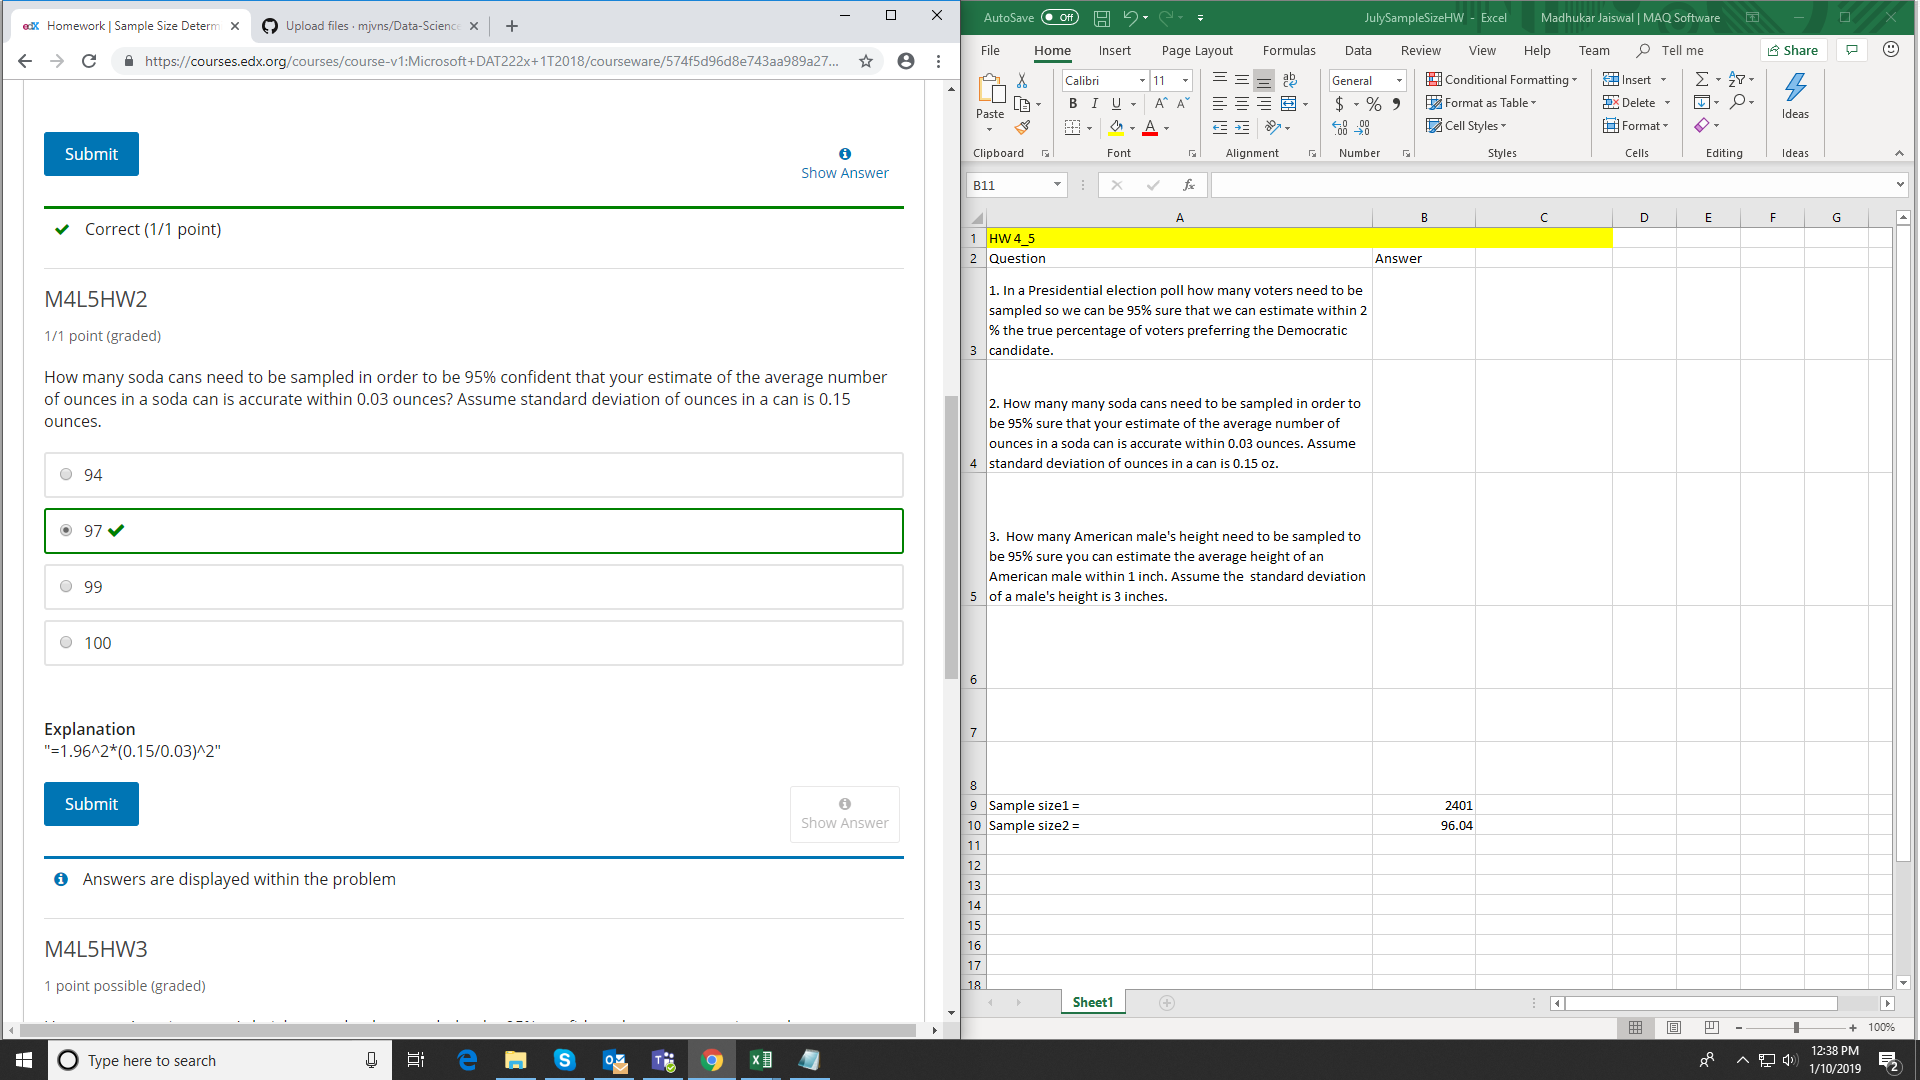 Homework | Sample Size Determ
Upload files · mjvns/Data-Science
https://courses.edx.org/courses/course-v1:Microsoft+DAT222x+1T2018/courseware/574f5d96d8e743aa989a27...
Submit
Show Answer
Correct (1/1 point)
M4L5HW2
1/1 point (graded)
How many soda cans need to be sampled in order to be 95% confident that your estimate of the average number
of ounces in a soda can is accurate within 0.03 ounces? Assume standard deviation of ounces in a can is 0.15
ounces.
94
97
99
100
Explanation
"=1.96^2*(0.15/0.03)^2"
Submit
Show Answer
Answers are displayed within the problem
M4L5HW3
1 point possible (graded)
AutoSave Off
JulySampleSizeHW - Excel
Madhukar Jaiswal | MAQ Software
File Home Insert Page Layout Formulas Data Review View Help Team Tell me Share
Paste
Calibri 11
B I U
General
Conditional Formatting
Format as Table
Cell Styles
Insert
Delete
Format
Ideas
Clipboard Font Alignment Number Styles Cells Editing Ideas
B11
fx
A B C D E F G
1 HW 4_5
2 Question Answer
1. In a Presidential election poll how many voters need to be
sampled so we can be 95% sure that we can estimate within 2
% the true percentage of voters preferring the Democratic
3 candidate.
2. How many many soda cans need to be sampled in order to
be 95% sure that your estimate of the average number of
ounces in a soda can is accurate within 0.03 ounces. Assume
4 standard deviation of ounces in a can is 0.15 oz.
3. How many American male's height need to be sampled to
be 95% sure you can estimate the average height of an
American male within 1 inch. Assume the standard deviation
5 of a male's height is 3 inches.
6
7
8
9 Sample size1 = 2401
10 Sample size2 = 96.04
11
12
13
14
15
16
17
18
Sheet1
100%
Type here to search
12:38 PM
1/10/2019
2